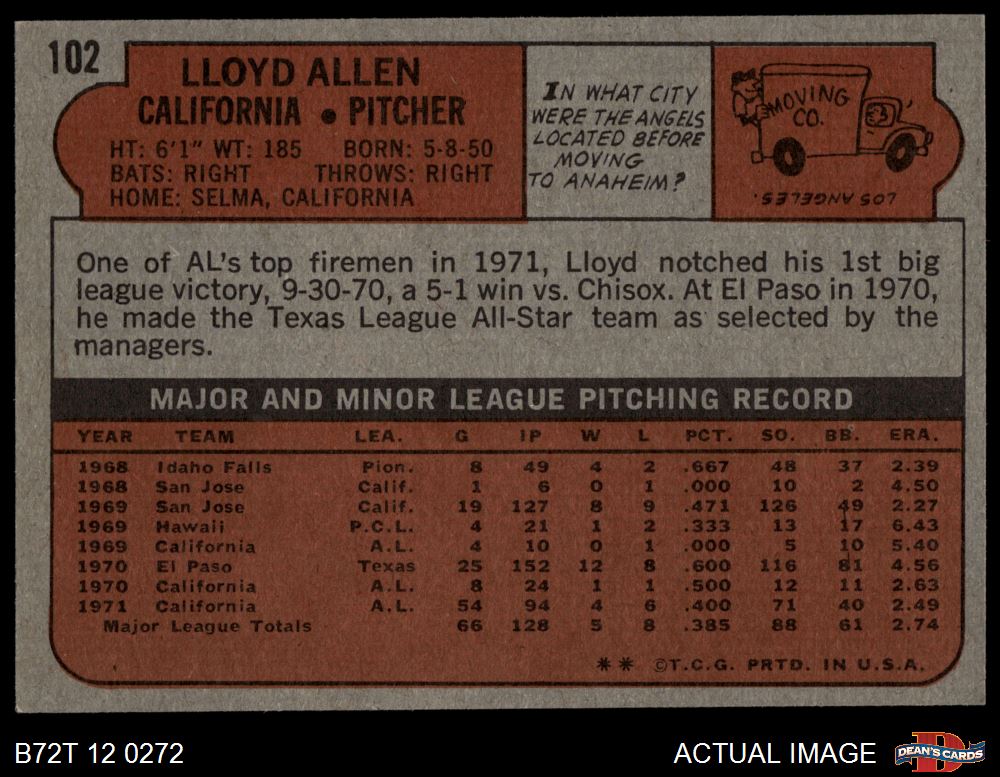 102
LLOYD ALLEN
CALIFORNIA • PITCHER
HT: 6'1" WT: 185 BORN: 5-8-50
BATS: RIGHT THROWS: RIGHT
HOME: SELMA, CALIFORNIA
IN WHAT CITY
WERE THE ANGELS
LOCATED BEFORE
MOVING
TO ANAHEIM?
MOVING
CO.
LOS ANGELES.
One of AL's top firemen in 1971, Lloyd notched his 1st big
league victory, 9-30-70, a 5-1 win vs. Chisox. At El Paso in 1970,
he made the Texas League All-Star team as selected by the
managers.
MAJOR AND MINOR LEAGUE PITCHING RECORD
YEAR TEAM LEA. G IP W L PCT. SO. BB. ERA.
1968 Idaho Falls Pion. 8 49 4 2 .667 48 37 2.39
1968 San Jose Calif. 1 6 0 1 .000 10 2 4.50
1969 San Jose Calif. 19 127 8 9 .471 126 49 2.27
1969 Hawaii P.C.L. 4 21 1 2 .333 13 17 6.43
1969 California A.L. 4 10 0 1 .000 5 10 5.40
1970 El Paso Texas 25 152 12 8 .600 116 81 4.56
1970 California A.L. 8 24 1 1 .500 12 11 2.63
1971 California A.L. 54 94 4 6 .400 71 40 2.49
Major League Totals 66 128 5 8 .385 88 61 2.74
** ©T.C.G. PRTD. IN U.S.A.
B72T 12 0272
ACTUAL IMAGE
D
DEAN'S CARDS